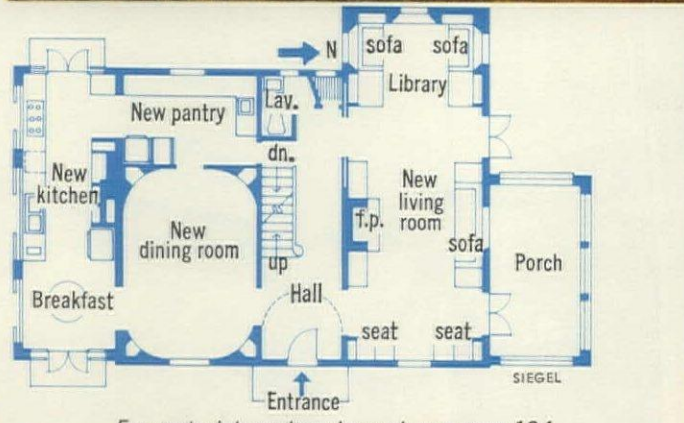 N
sofa
sofa
Library
New pantry
Lav.
dn.
New
kitchen
New
dining room
up
f.p.
New
living
room
sofa
Porch
Breakfast
Hall
seat
seat
SIEGEL
Entrance